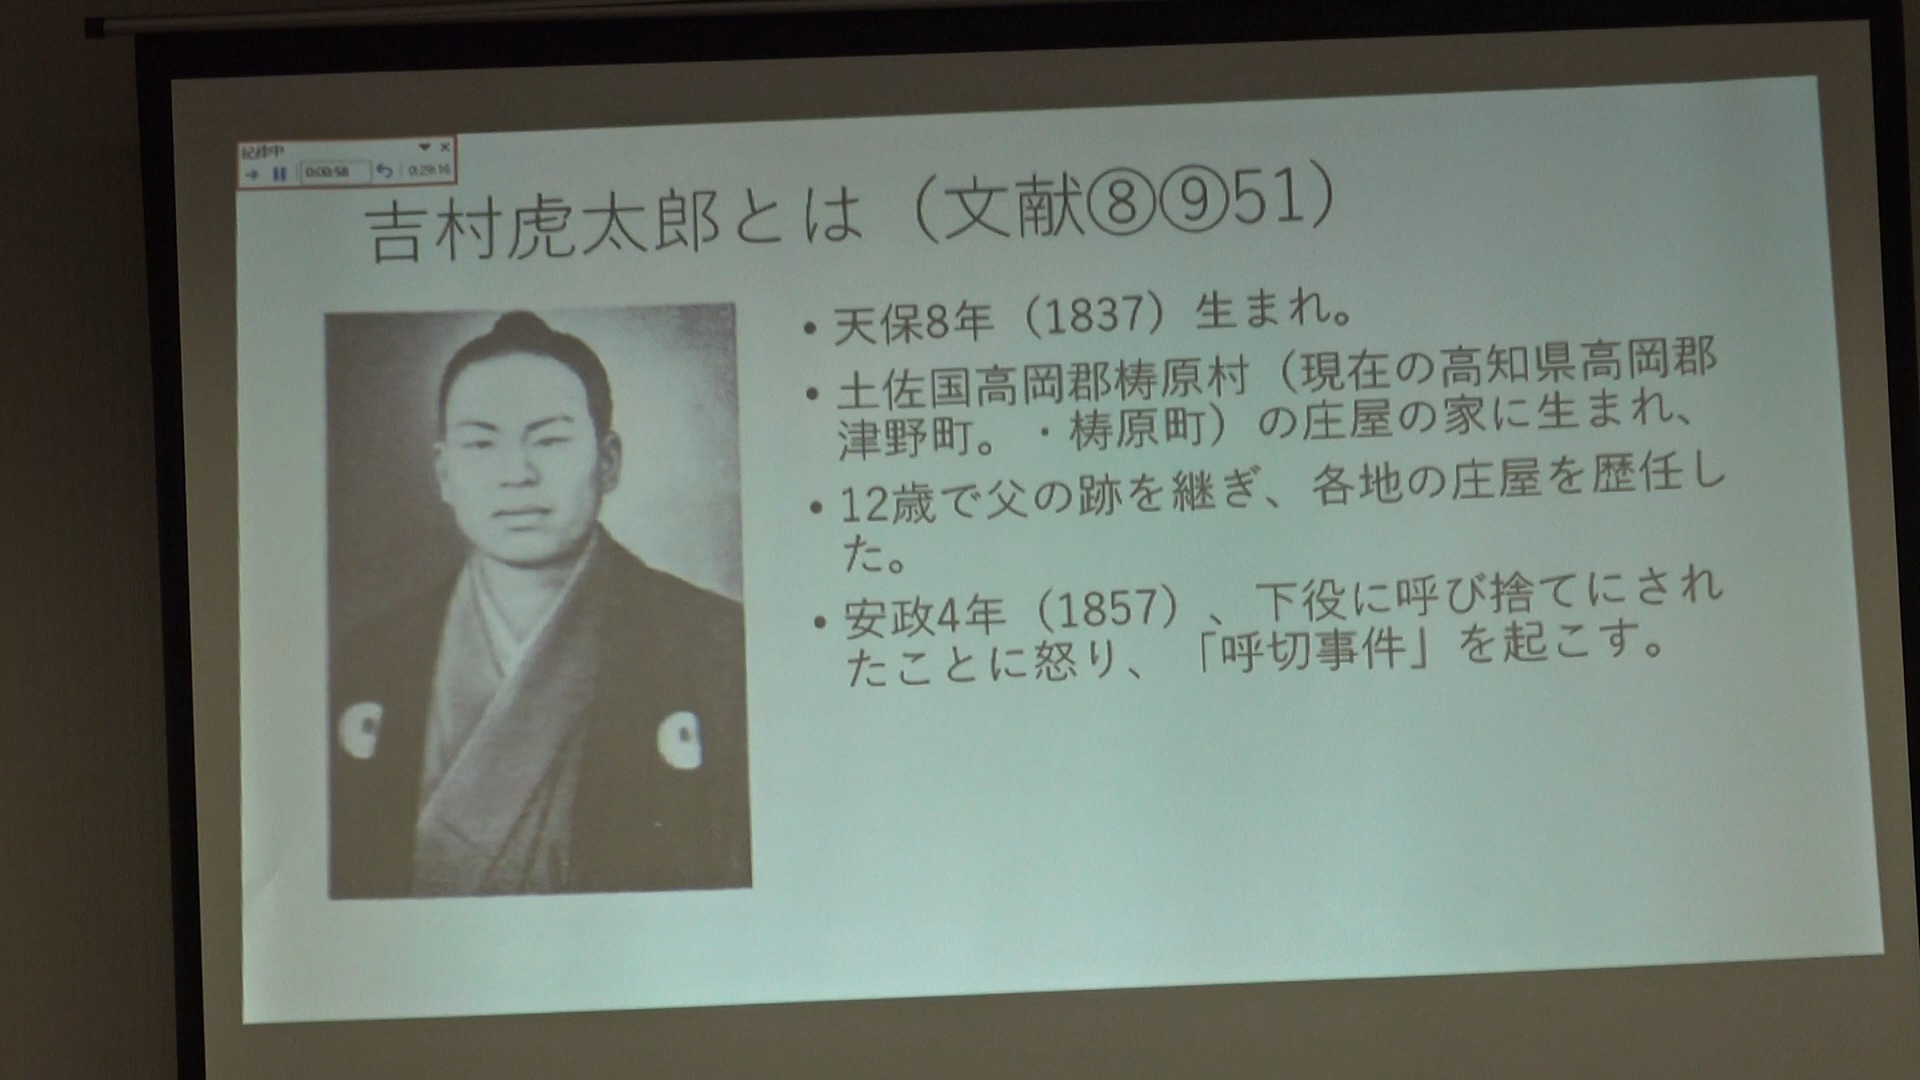 記録中
0:00:58 0:29:16
吉村虎太郎とは（文献⑧⑨51）
• 天保8年（1837）生まれ。
• 土佐国高岡郡梼原村（現在の高知県高岡郡
津野町。・梼原町）の庄屋の家に生まれ、
• 12歳で父の跡を継ぎ、各地の庄屋を歴任し
た。
• 安政4年（1857）、下役に呼び捨てにされ
たことに怒り、「呼切事件」を起こす。